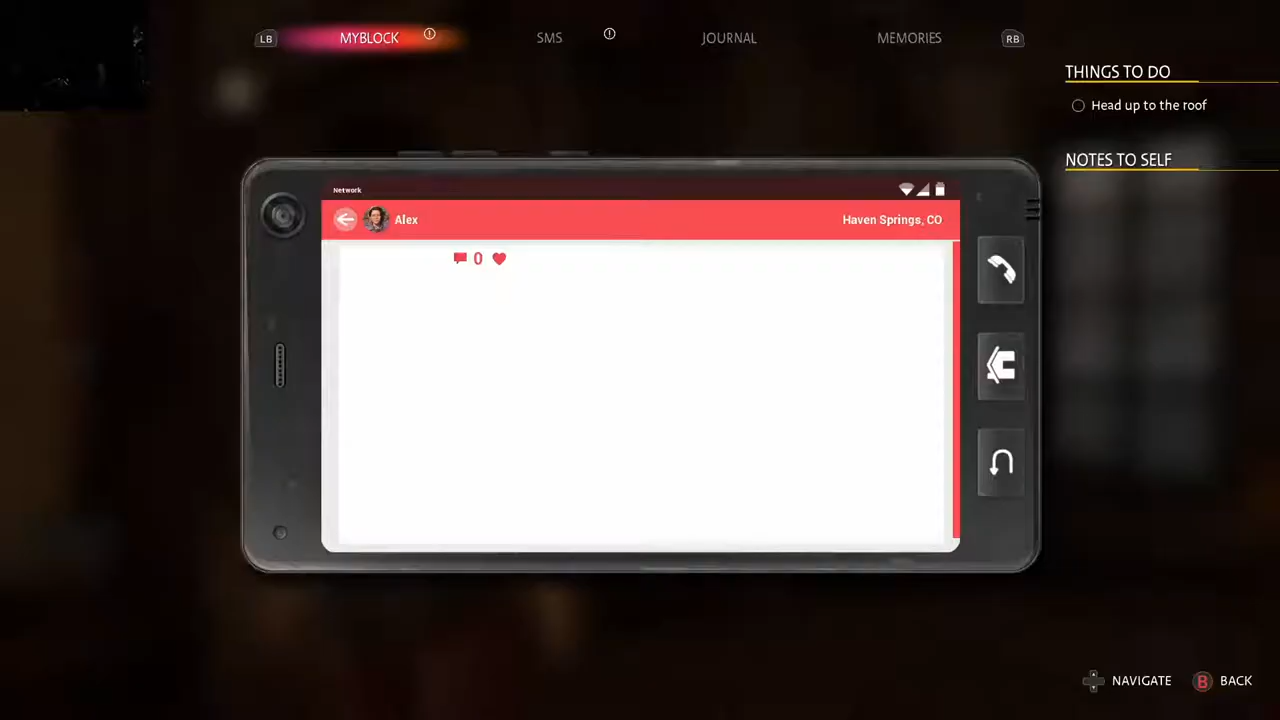 LB
MYBLOCK
SMS
JOURNAL
MEMORIES
RB
THINGS TO DO
Head up to the roof
NOTES TO SELF
Network
Alex
Haven Springs, CO
0
NAVIGATE
B
BACK